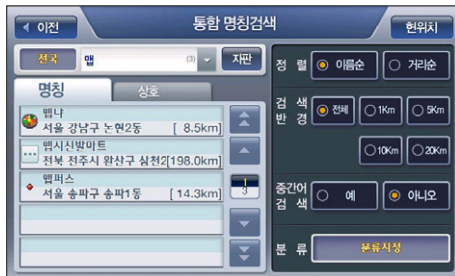 이전
통합 명칭검색
현위치
전국 맵 (3) 자판
명칭 상호
맵나
서울 강남구 논현2동 [ 8.5km]
맵시신발마트
전북 전주시 완산구 삼천2[198.0km]
맵퍼스
서울 송파구 송파1동 [ 14.3km]
1
3
정 렬 이름순 거리순
검 색
반 경 전체 1Km 5Km
10Km 20Km
중간어
검 색 예 아니오
분 류 분류지정